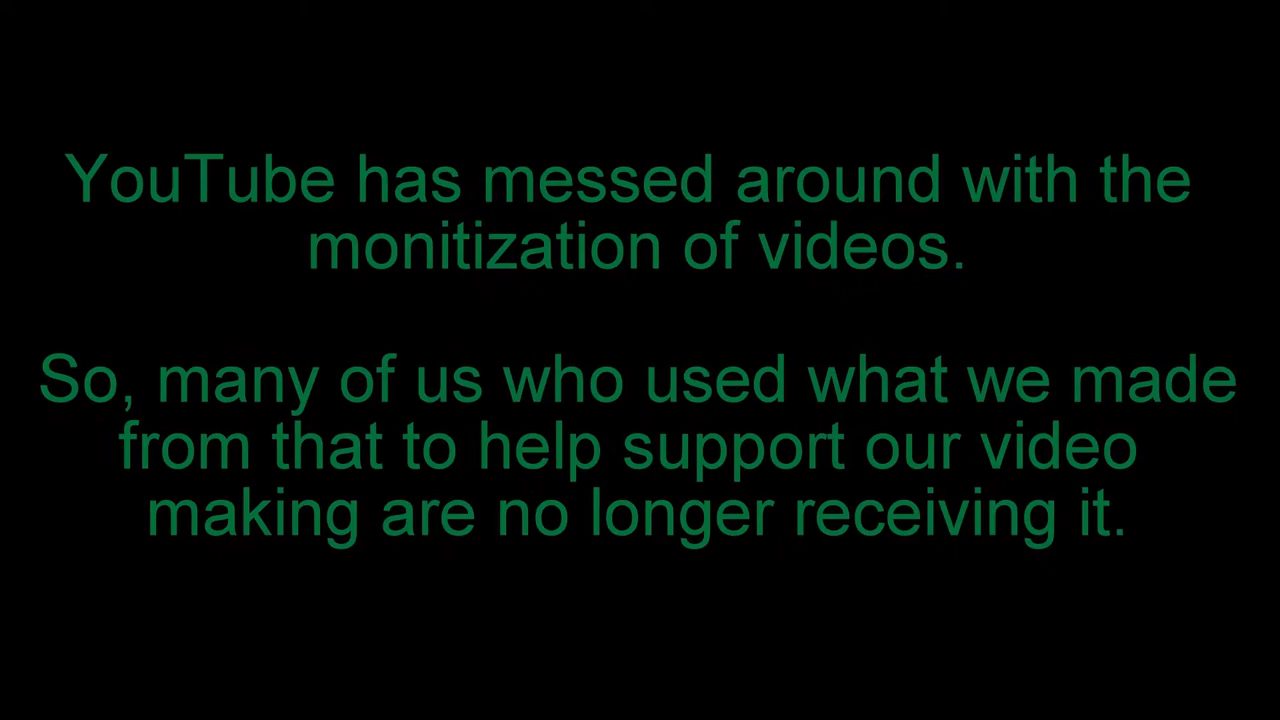 YouTube has messed around with the
monitization of videos.
So, many of us who used what we made
from that to help support our video
making are no longer receiving it.